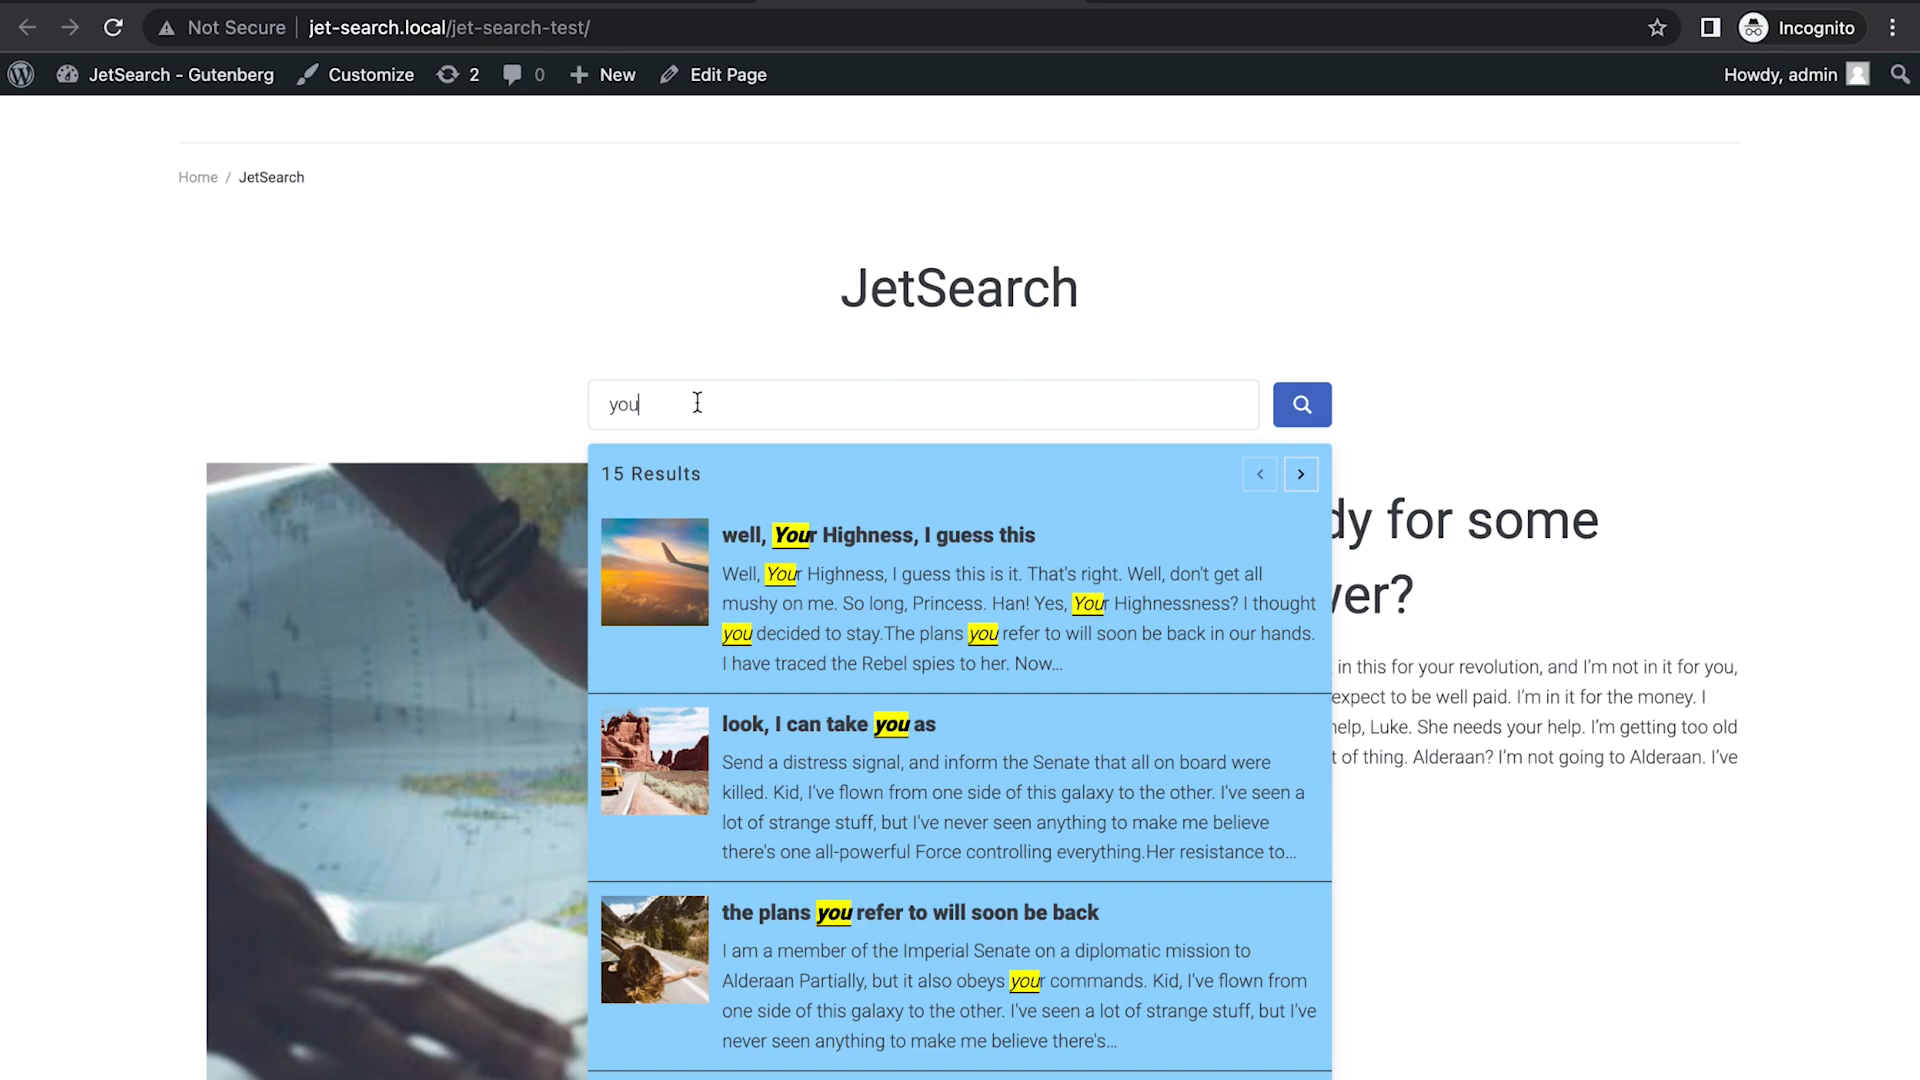 Not Secure
jet-search.local/jet-search-test/
Incognito
JetSearch - Gutenberg
Customize
2
0
New
Edit Page
Howdy, admin
Home / JetSearch
JetSearch
you
15 Results
well, Your Highness, I guess this
Well, Your Highness, I guess this is it. That's right. Well, don't get all
mushy on me. So long, Princess. Han! Yes, Your Highnessness? I thought
you decided to stay.The plans you refer to will soon be back in our hands.
I have traced the Rebel spies to her. Now...
look, I can take you as
Send a distress signal, and inform the Senate that all on board were
killed. Kid, I've flown from one side of this galaxy to the other. I've seen a
lot of strange stuff, but I've never seen anything to make me believe
there's one all-powerful Force controlling everything.Her resistance to...
the plans you refer to will soon be back
I am a member of the Imperial Senate on a diplomatic mission to
Alderaan Partially, but it also obeys your commands. Kid, I've flown from
one side of this galaxy to the other. I've seen a lot of strange stuff, but I've
never seen anything to make me believe there's...
dy for some
ver?
in this for your revolution, and I'm not in it for you,
expect to be well paid. I'm in it for the money. I
help, Luke. She needs your help. I'm getting too old
t of thing. Alderaan? I'm not going to Alderaan. I've